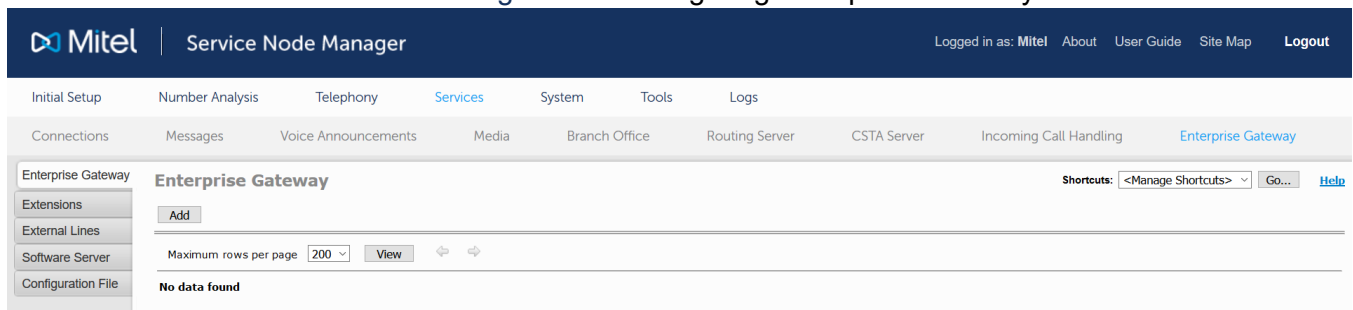 Mitel Service Node Manager Logged in as: Mitel About User Guide Site Map Logout
Initial Setup Number Analysis Telephony Services System Tools Logs
Connections Messages Voice Announcements Media Branch Office Routing Server CSTA Server Incoming Call Handling Enterprise Gateway
Enterprise Gateway
Extensions
External Lines
Software Server
Configuration File
Enterprise Gateway Shortcuts: <Manage Shortcuts> Go... Help
Add
Maximum rows per page 200 View
No data found